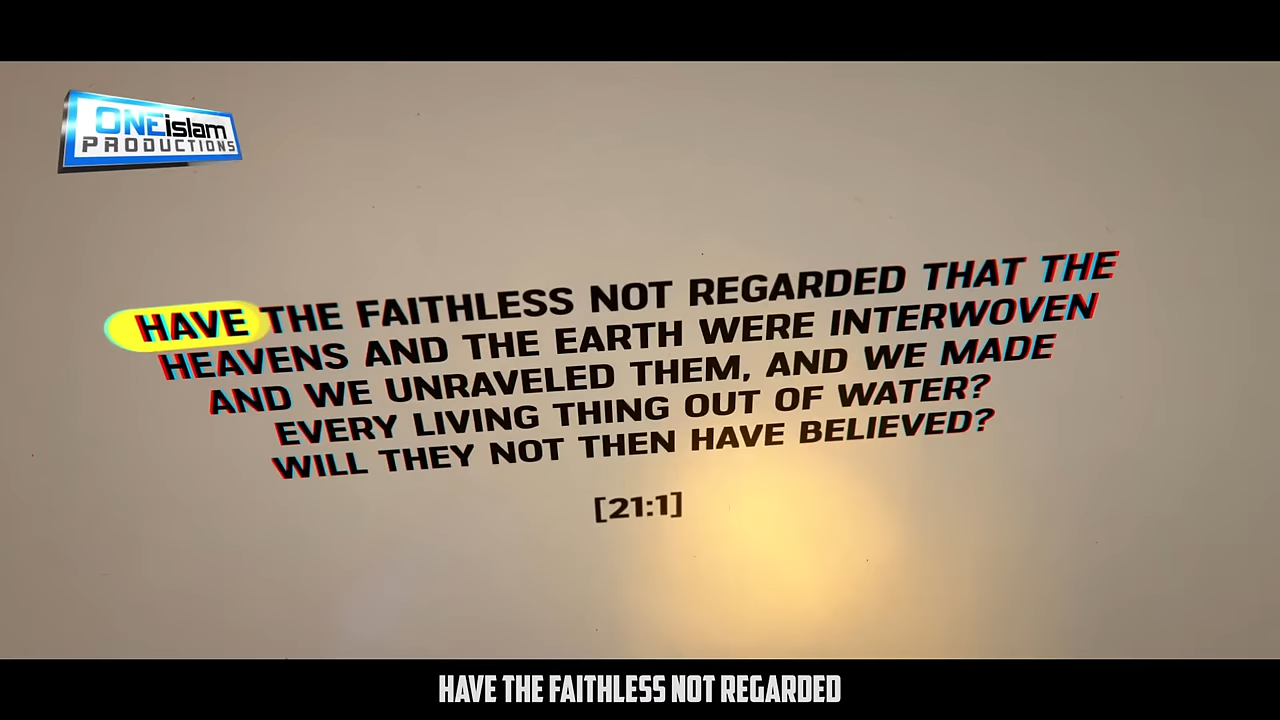 ONEislam
PRODUCTIONS
HAVE THE FAITHLESS NOT REGARDED THAT THE
HEAVENS AND THE EARTH WERE INTERWOVEN
AND WE UNRAVELED THEM, AND WE MADE
EVERY LIVING THING OUT OF WATER?
WILL THEY NOT THEN HAVE BELIEVED?
[21:1]
HAVE THE FAITHLESS NOT REGARDED